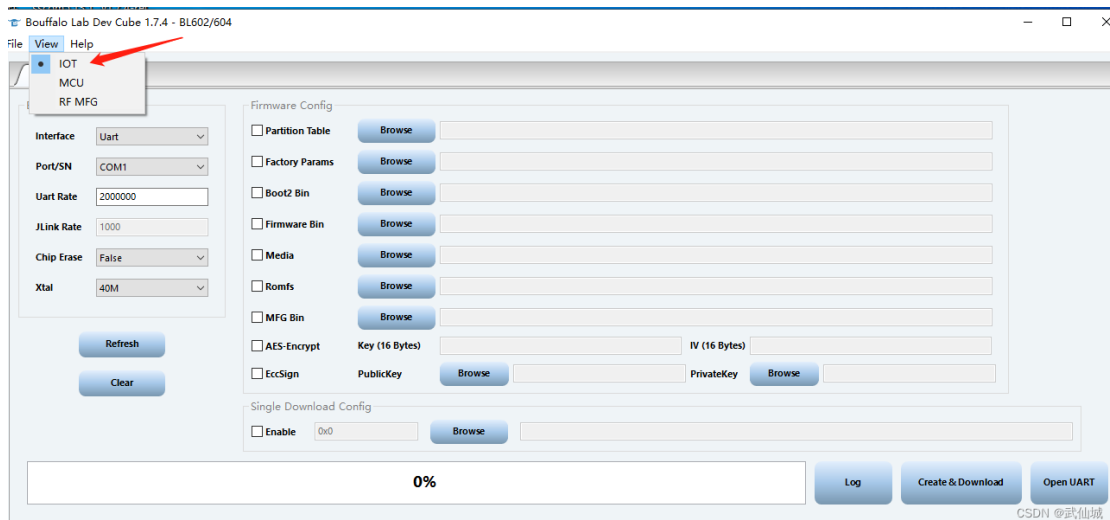 Bouffalo Lab Dev Cube 1.7.4 - BL602/604
File View Help
IOT
MCU
RF MFG
Interface Uart
Port/SN COM1
Uart Rate 2000000
JLink Rate 1000
Chip Erase False
Xtal 40M
Refresh
Clear
Firmware Config
Partition Table Browse
Factory Params Browse
Boot2 Bin Browse
Firmware Bin Browse
Media Browse
Romfs Browse
MFG Bin Browse
AES-Encrypt Key (16 Bytes) IV (16 Bytes)
EccSign PublicKey Browse PrivateKey Browse
Single Download Config
Enable 0x0 Browse
0% Log Create & Download Open UART
CSDN @武仙城